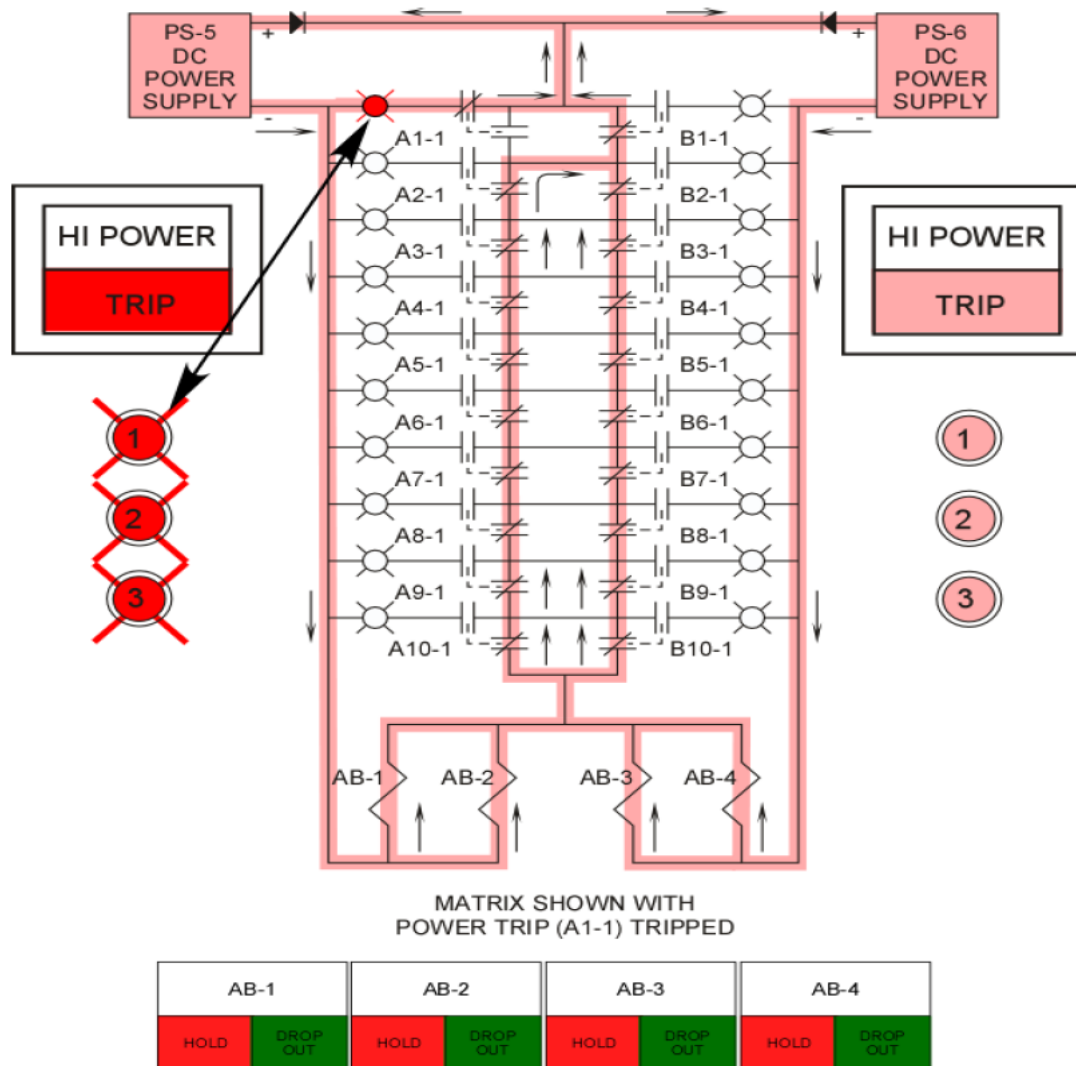 PS-5
DC
POWER
SUPPLY
+
-
PS-6
DC
POWER
SUPPLY
+
-
A1-1
B1-1
A2-1
B2-1
HI POWER
TRIP
HI POWER
TRIP
A3-1
B3-1
A4-1
B4-1
A5-1
B5-1
A6-1
B6-1
1
1
A7-1
B7-1
2
2
A8-1
B8-1
A9-1
B9-1
3
3
A10-1
B10-1
AB-1
AB-2
AB-3
AB-4
MATRIX SHOWN WITH
POWER TRIP (A1-1) TRIPPED
AB-1
AB-2
AB-3
AB-4
HOLD
DROP
OUT
HOLD
DROP
OUT
HOLD
DROP
OUT
HOLD
DROP
OUT